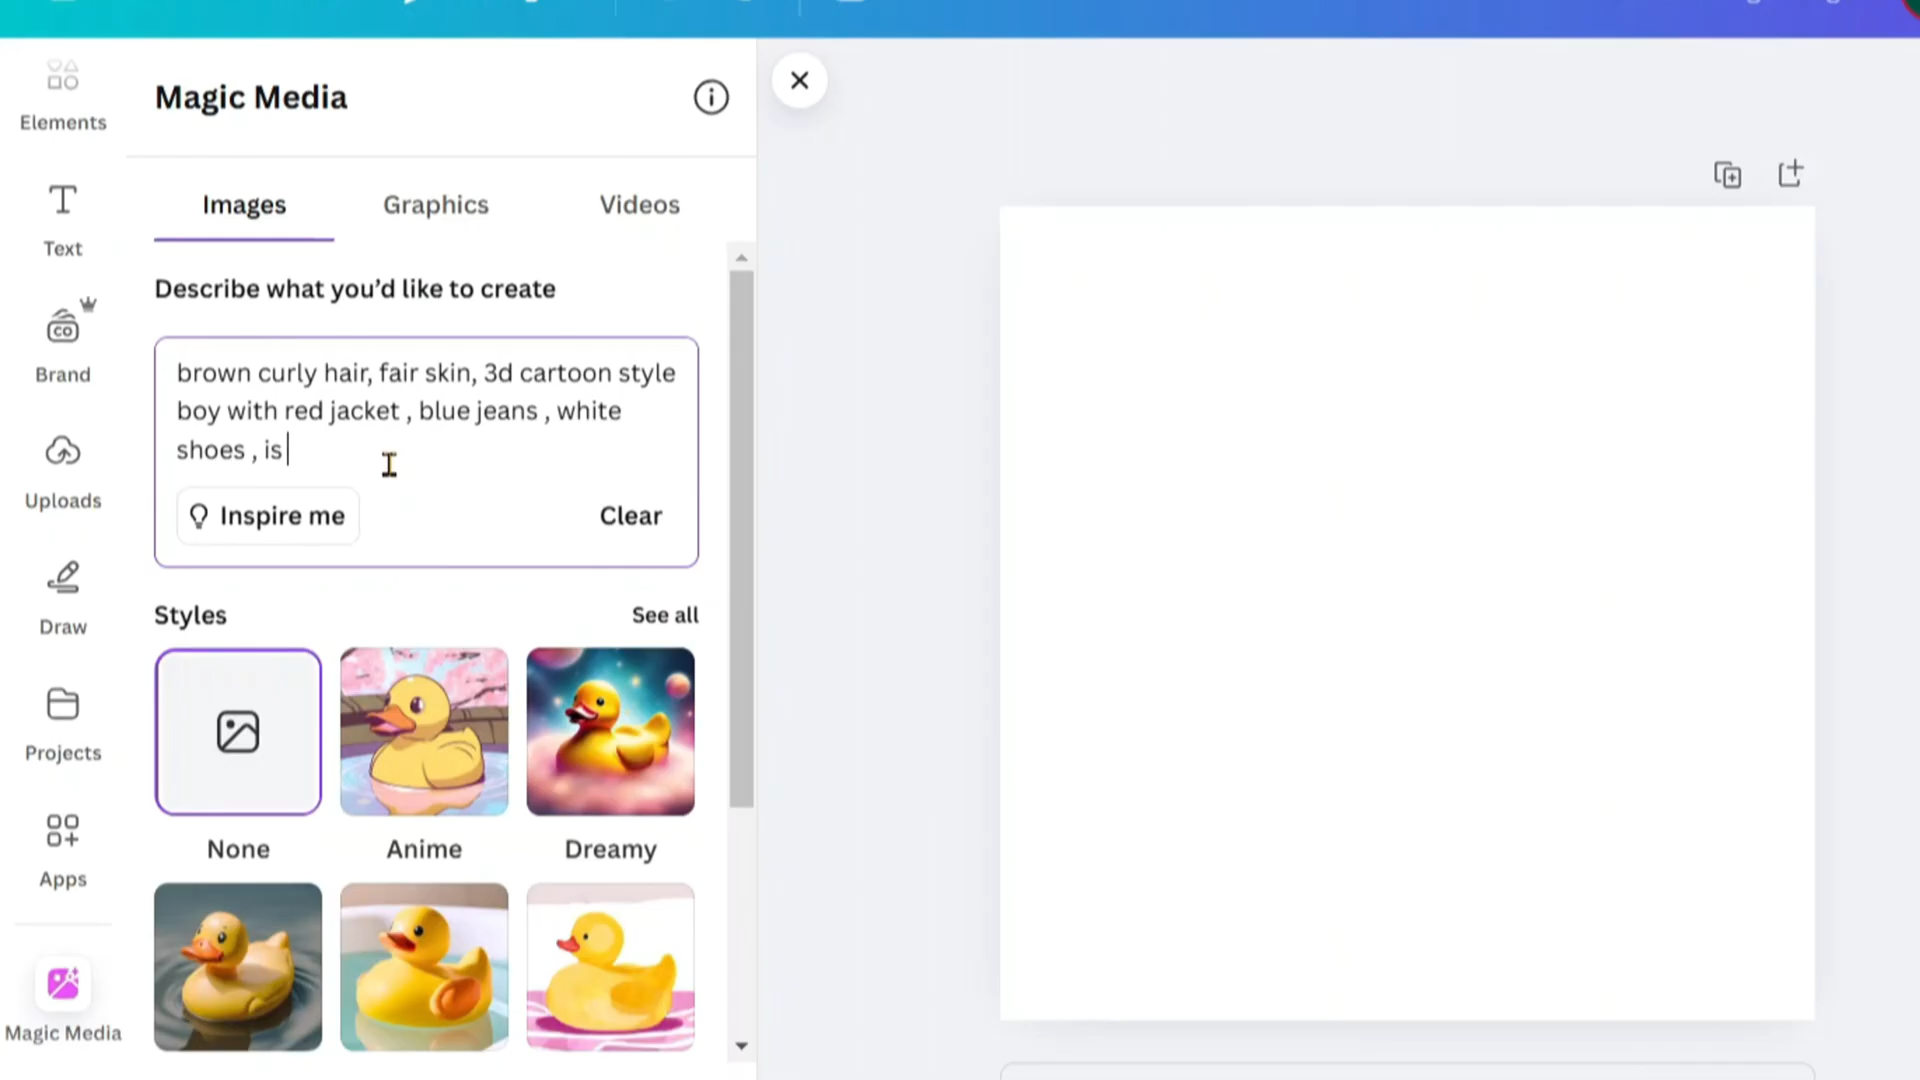 Elements
Text
Brand
CO
Uploads
Draw
Projects
Apps
Magic Media
Magic Media
Images Graphics Videos
Describe what you’d like to create
brown curly hair, fair skin, 3d cartoon style
boy with red jacket , blue jeans , white
shoes , is
Inspire me Clear
Styles See all
None Anime Dreamy